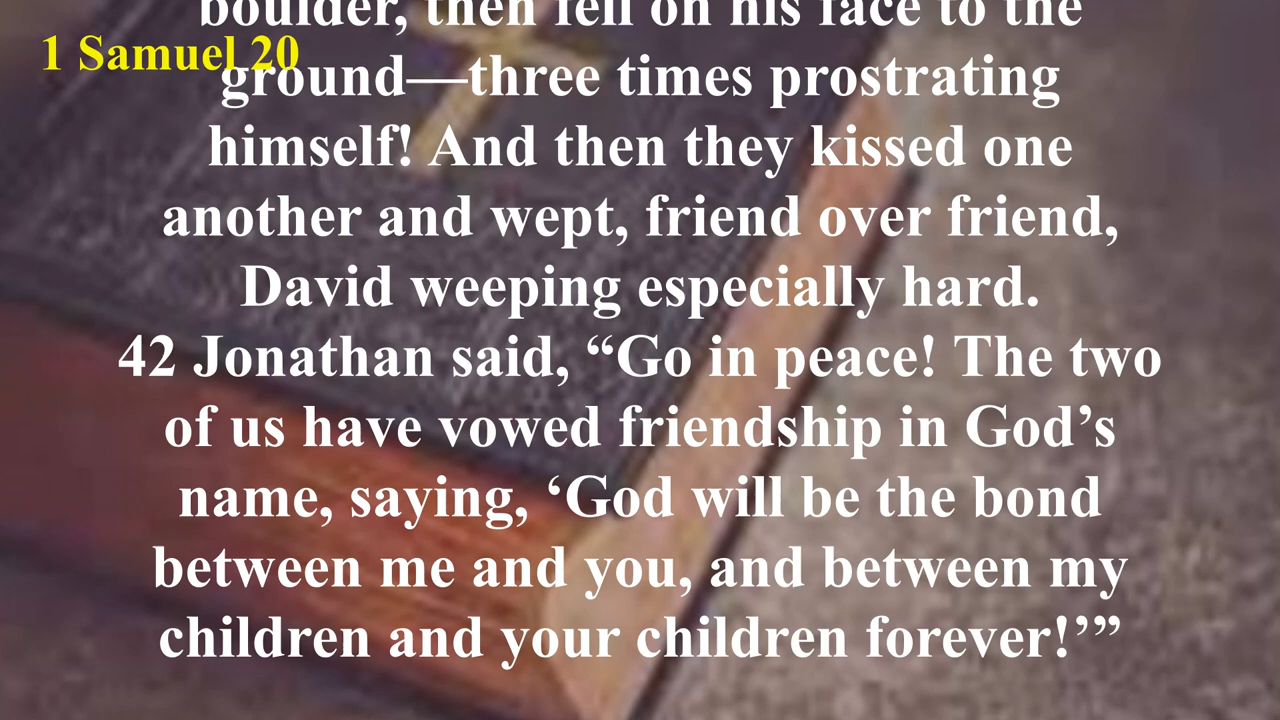 boulder, then fell on his face to the
1 Samuel 20
ground—three times prostrating
himself! And then they kissed one
another and wept, friend over friend,
David weeping especially hard.
42 Jonathan said, “Go in peace! The two
of us have vowed friendship in God’s
name, saying, ‘God will be the bond
between me and you, and between my
children and your children forever!’”